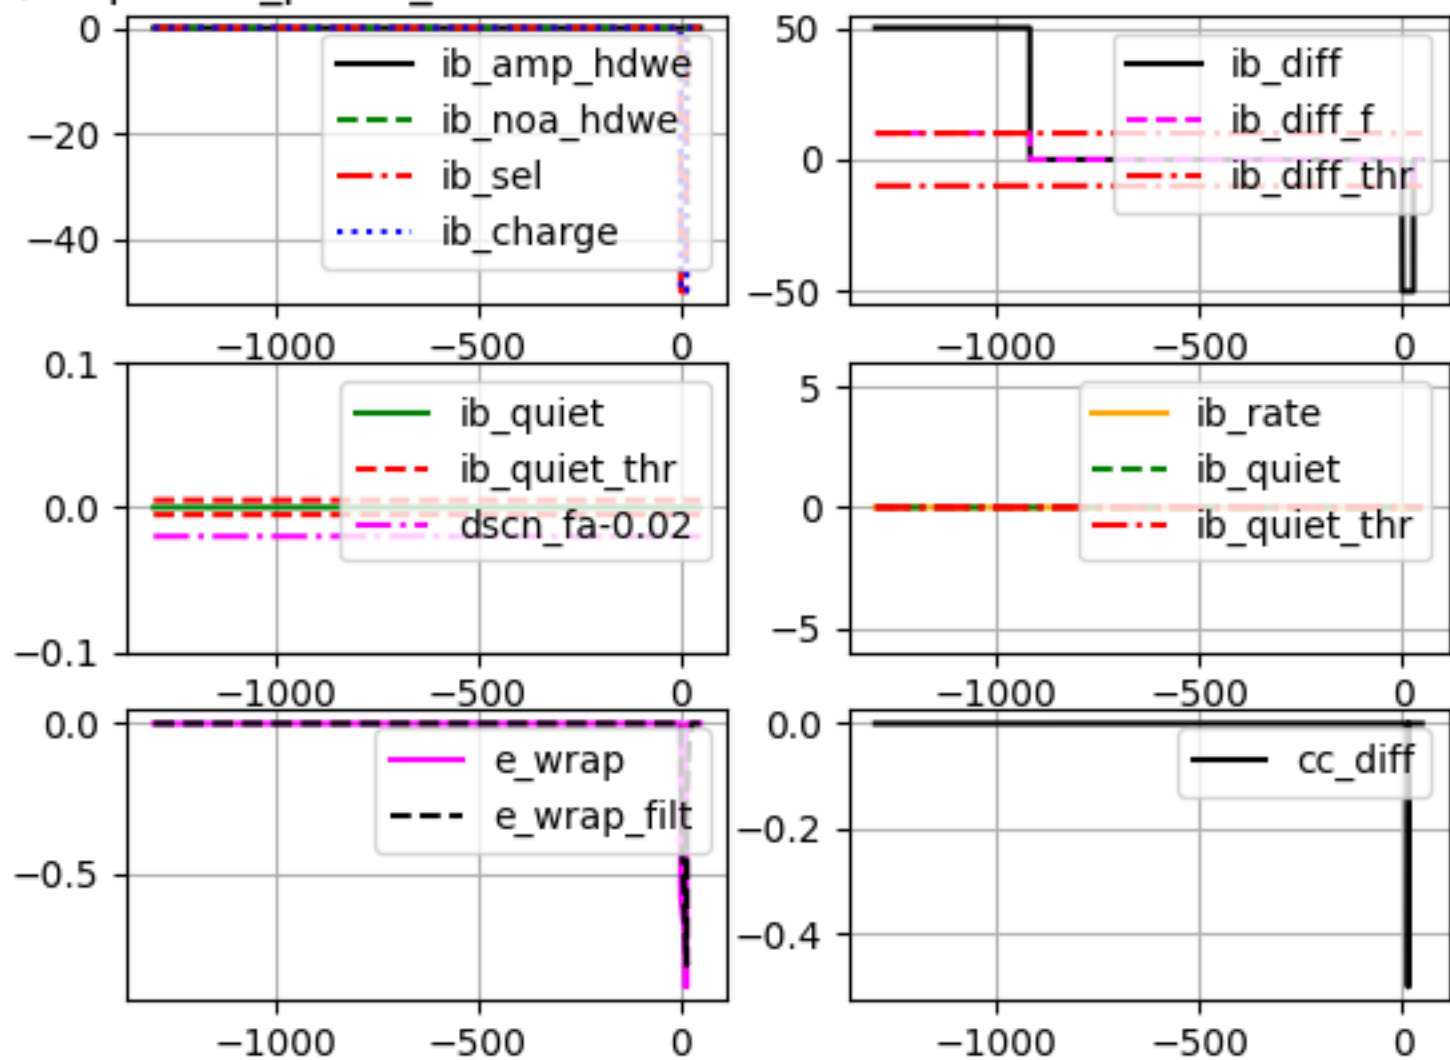 0
−20
−40
ib_amp_hdwe
ib_noa_hdwe
ib_sel
ib_charge
−1000 −500 0
50
0
−50
ib_diff
ib_diff_f
ib_diff_thr
−1000 −500 0
0.1
0.0
−0.1
ib_quiet
ib_quiet_thr
dscn_fa-0.02
−1000 −500 0
5
0
−5
ib_rate
ib_quiet
ib_quiet_thr
−1000 −500 0
0.0
−0.5
e_wrap
e_wrap_filt
−1000 −500 0
0.0
−0.2
−0.4
cc_diff
−1000 −500 0